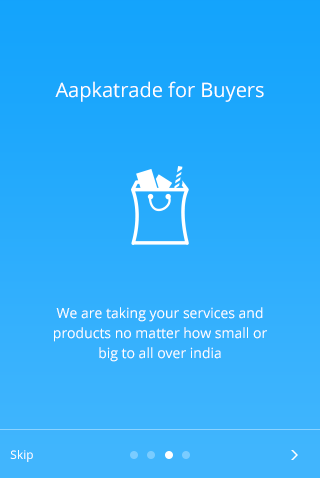 Aapkatrade for Buyers
We are taking your services and
products no matter how small or
big to all over india
Skip